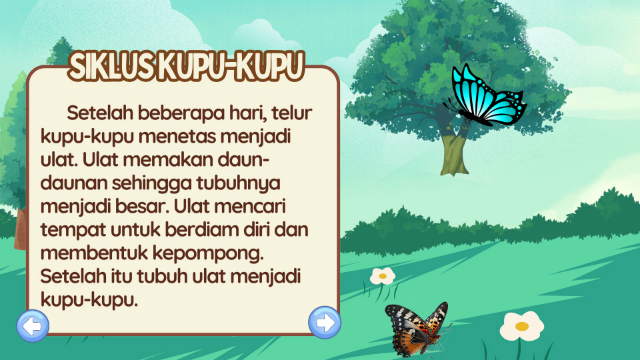 SIKLUS KUPU-KUPU
Setelah beberapa hari, telur
kupu-kupu menetas menjadi
ulat. Ulat memakan daun-
daunan sehingga tubuhnya
menjadi besar. Ulat mencari
tempat untuk berdiam diri dan
membentuk kepompong.
Setelah itu tubuh ulat menjadi
kupu-kupu.